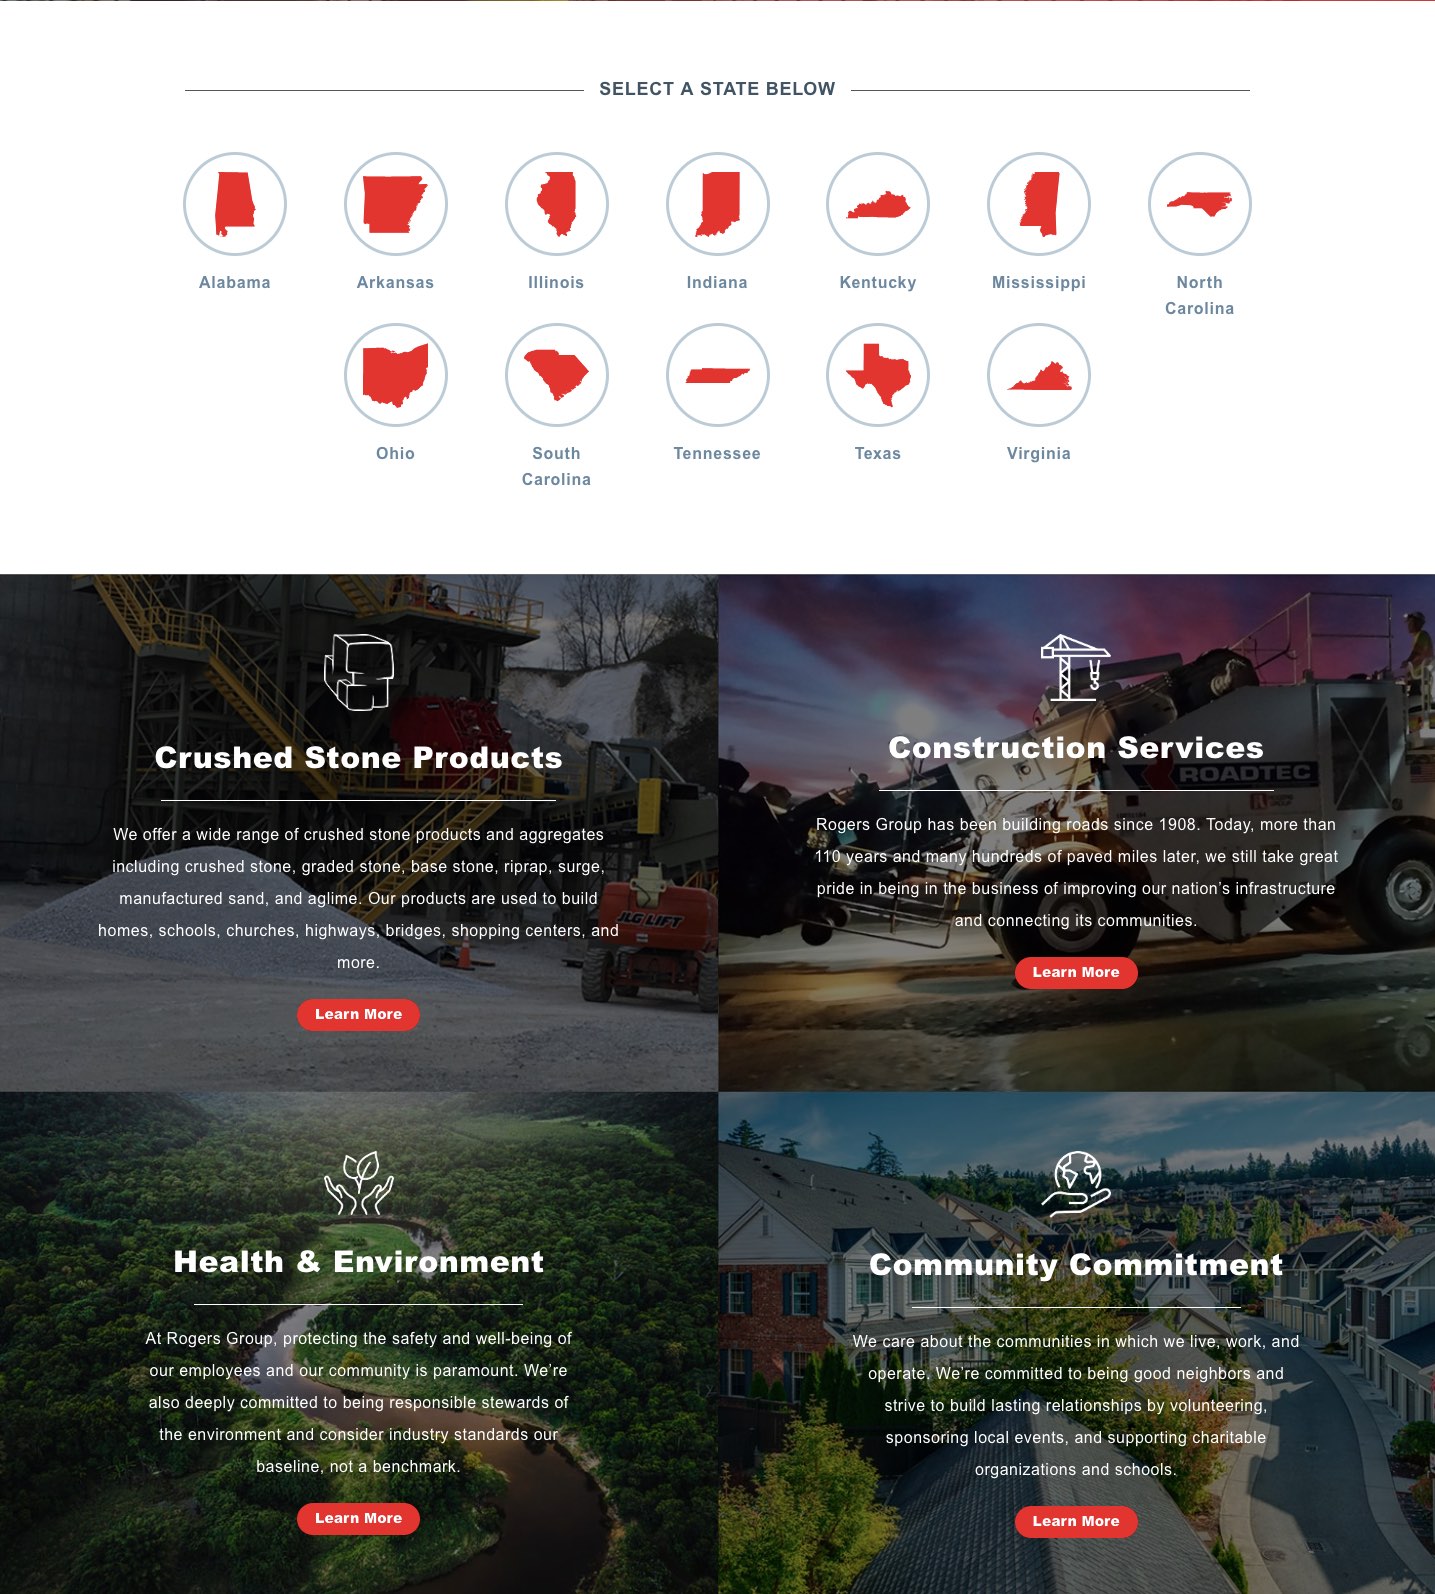 SELECT A STATE BELOW
Alabama
Arkansas
Illinois
Indiana
Kentucky
Mississippi
North
Carolina
Ohio
South
Carolina
Tennessee
Texas
Virginia
Crushed Stone Products
We offer a wide range of crushed stone products and aggregates
including crushed stone, graded stone, base stone, riprap, surge,
manufactured sand, and aglime. Our products are used to build
homes, schools, churches, highways, bridges, shopping centers, and
more.
Learn More
JLG LIFT
Construction Services
ROADTEC
Rogers Group has been building roads since 1908. Today, more than
110 years and many hundreds of paved miles later, we still take great
pride in being in the business of improving our nation’s infrastructure
and connecting its communities.
Learn More
Health & Environment
At Rogers Group, protecting the safety and well-being of
our employees and our community is paramount. We’re
also deeply committed to being responsible stewards of
the environment and consider industry standards our
baseline, not a benchmark.
Learn More
Community Commitment
We care about the communities in which we live, work, and
operate. We’re committed to being good neighbors and
strive to build lasting relationships by volunteering,
sponsoring local events, and supporting charitable
organizations and schools.
Learn More